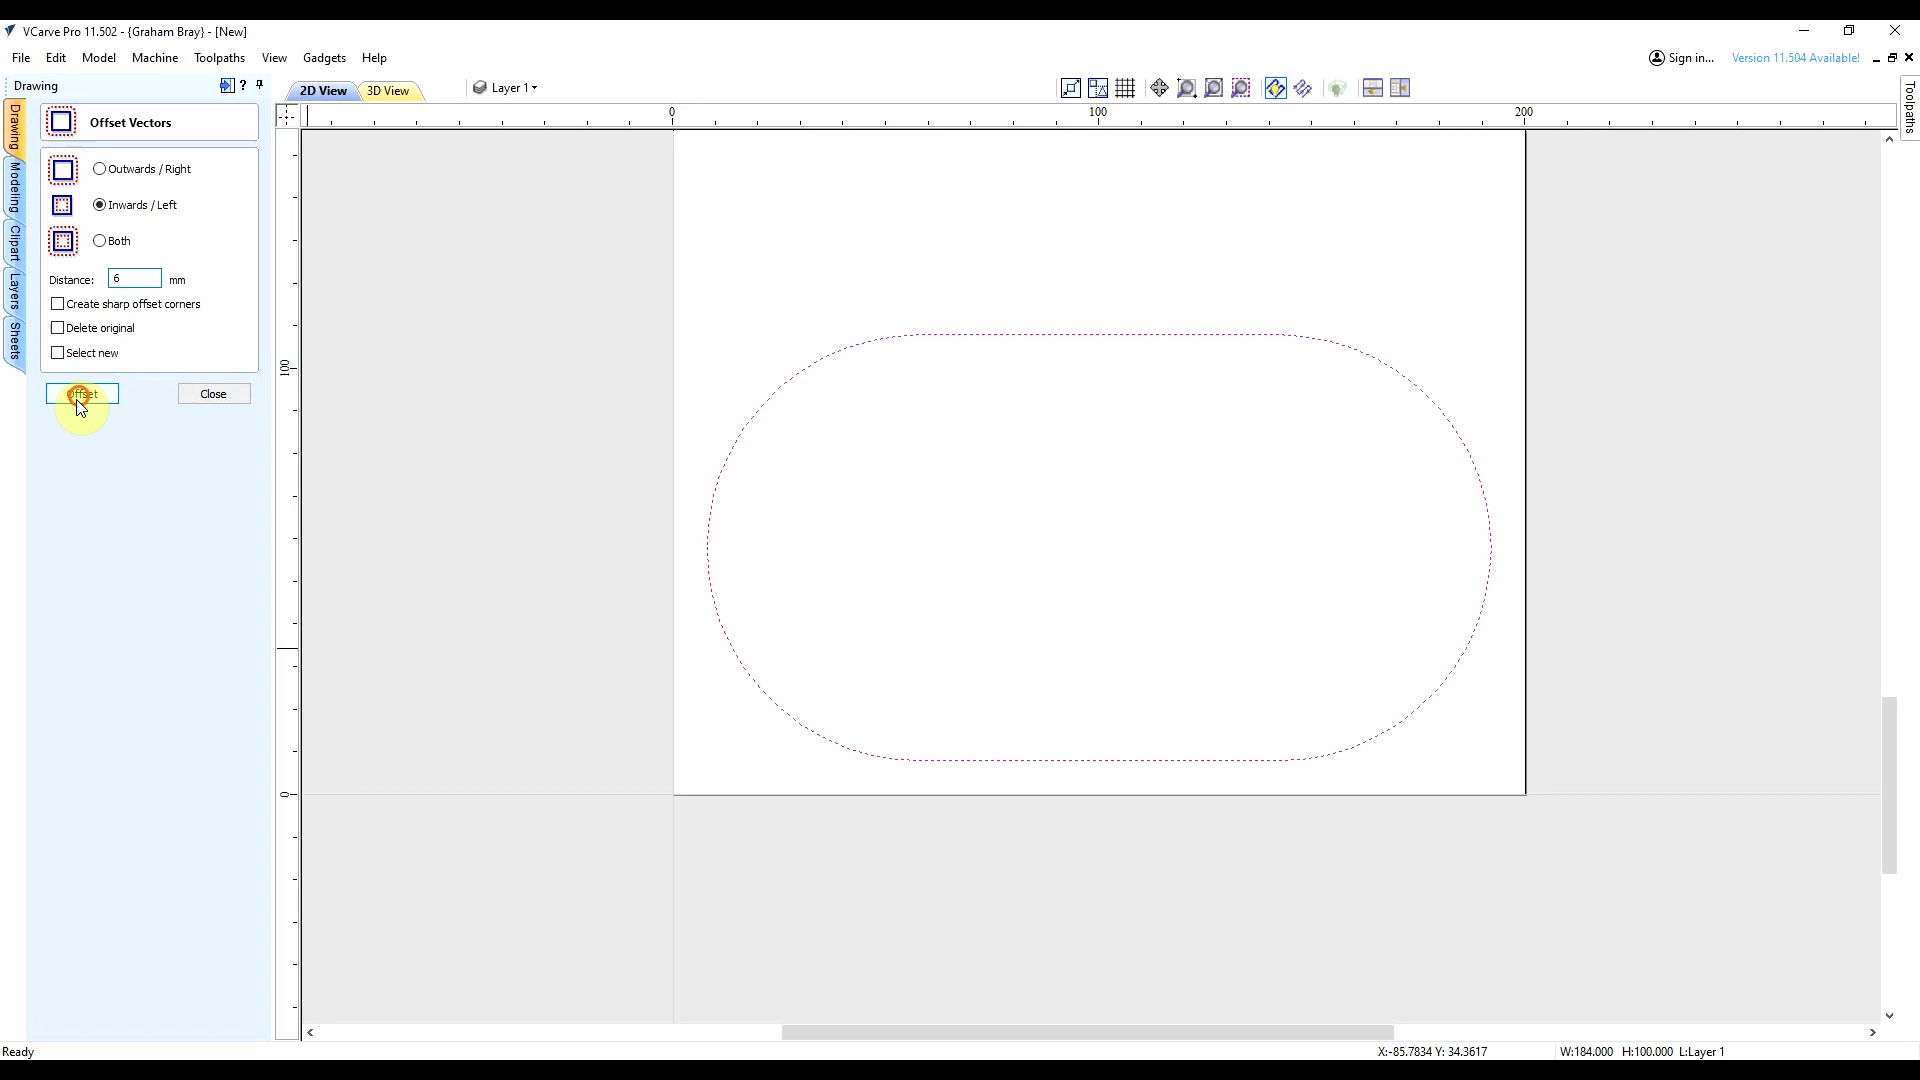 VCarve Pro 11.502 - {Graham Bray} - [New]
File Edit Model Machine Toolpaths View Gadgets Help
Sign in... Version 11.504 Available!
Drawing
?
2D View 3D View
Layer 1
Toolpaths
Drawing
Modeling
Clipart
Layers
Sheets
Offset Vectors
Outwards / Right
Inwards / Left
Both
Distance: 6 mm
Create sharp offset corners
Delete original
Select new
Offset Close
0 100 200
100
0
Ready
X:-85.7834 Y: 34.3617
W:184.000 H:100.000 L:Layer 1